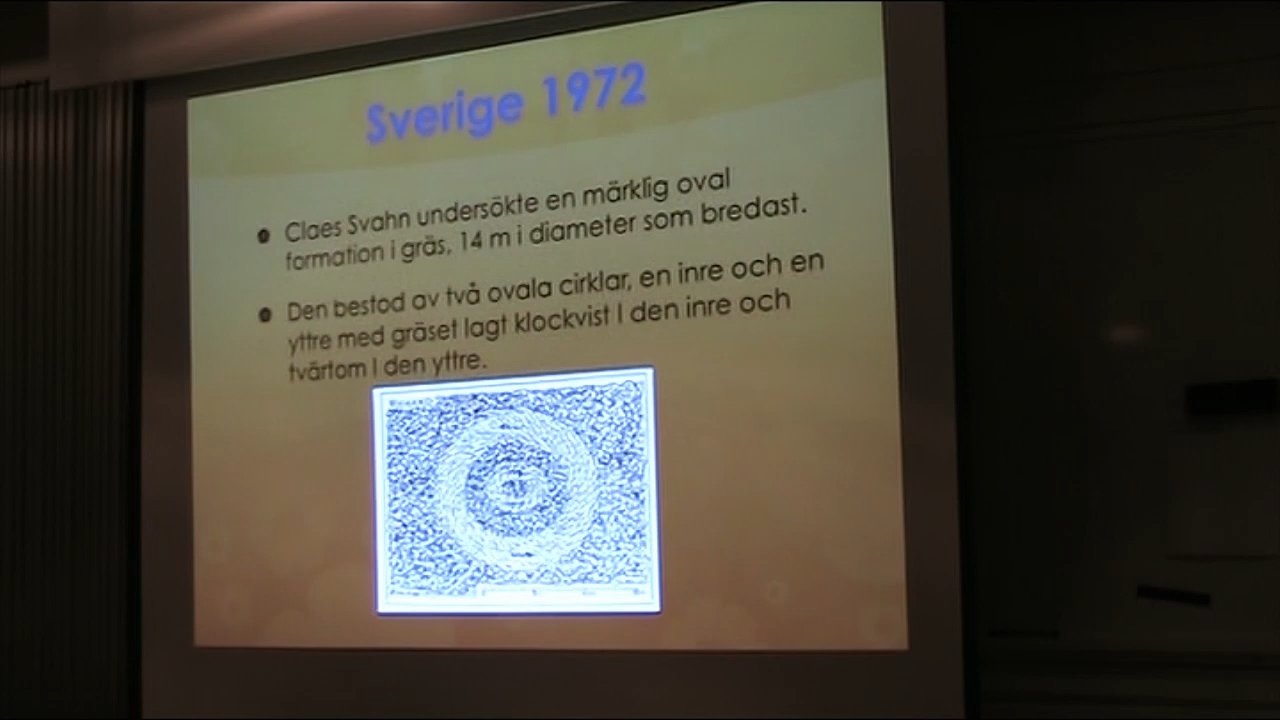 Sverige 1972
Claes Svahn undersökte en märklig oval
formation i gräs, 14 m i diameter som bredast.
Den bestod av två ovala cirklar, en inre och en
yttre med gräset lagt klockvist I den inre och
tvärtom I den yttre.